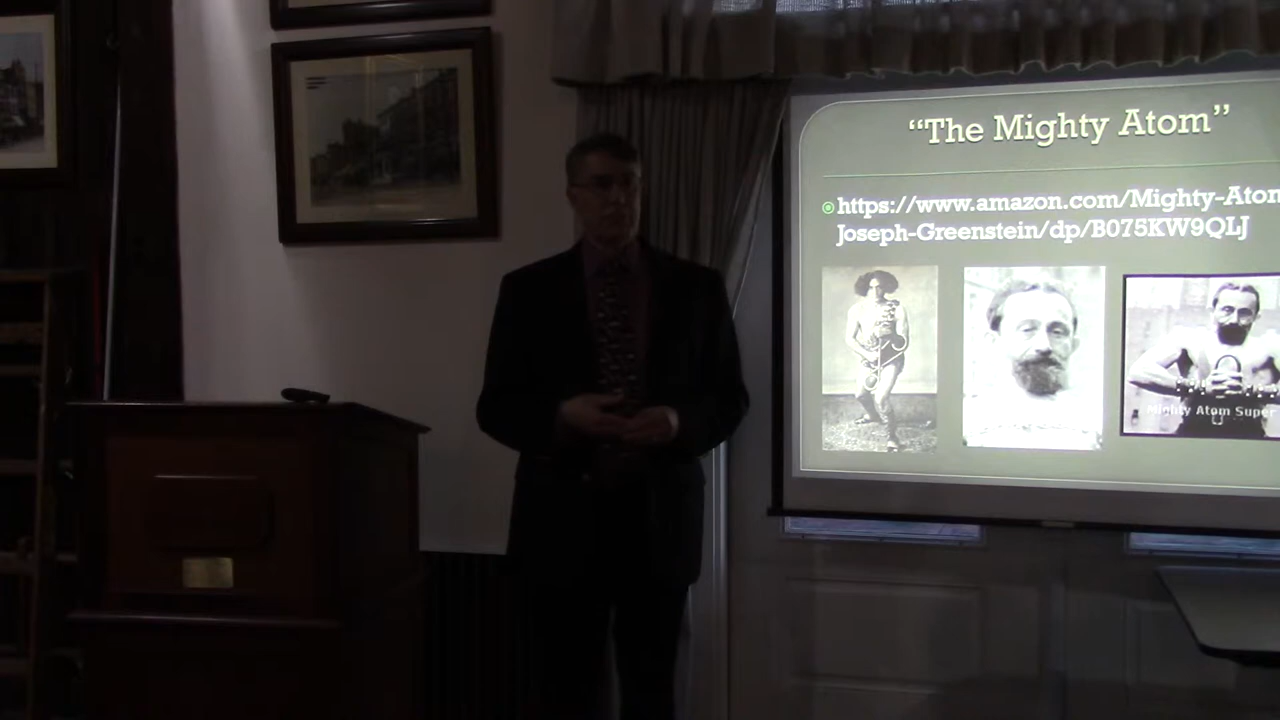 “The Mighty Atom”
https://www.amazon.com/Mighty-Atom
Joseph-Greenstein/dp/B075KW9QLJ
Mighty Atom Super